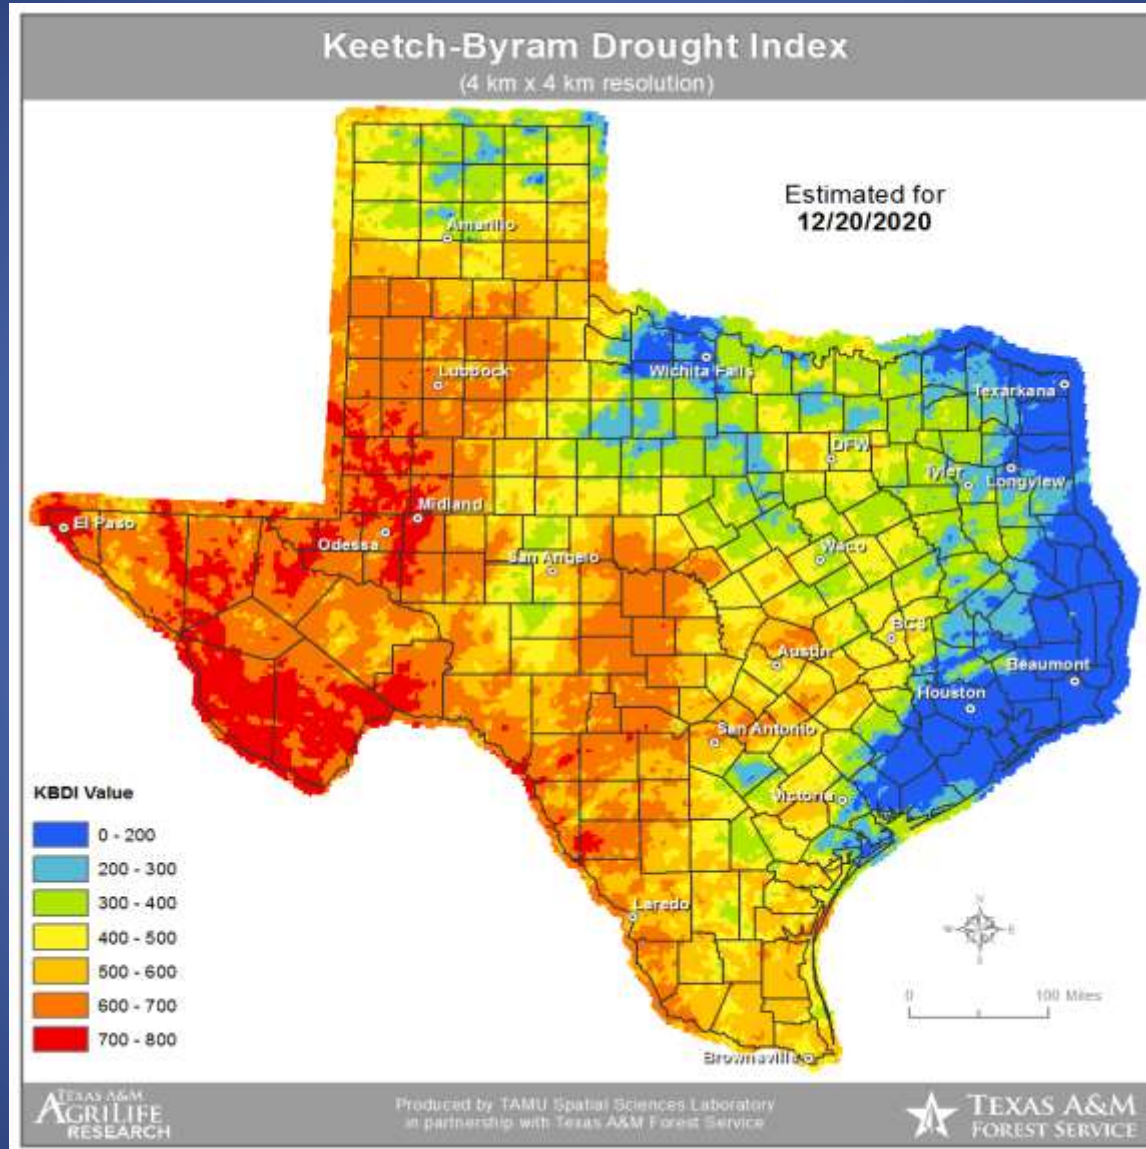 Keetch-Byram Drought Index
(4 km x 4 km resolution)
Estimated for
12/20/2020
Amarillo
Wichita Falls
Texarkana
Lubbock
DFW
Tyler
Longview
Midland
El Paso
Odessa
San Angelo
Waco
BCS
Austin
Beaumont
Houston
San Antonio
Victoria
Laredo
Brownsville
KBDI Value
0 - 200
200 - 300
300 - 400
400 - 500
500 - 600
600 - 700
700 - 800
N
W
E
S
0
100 Miles
TEXAS A&M
AGRILIFE
RESEARCH
Produced by TAMU Spatial Sciences Laboratory
in partnership with Texas A&M Forest Service
TEXAS A&M
FOREST SERVICE